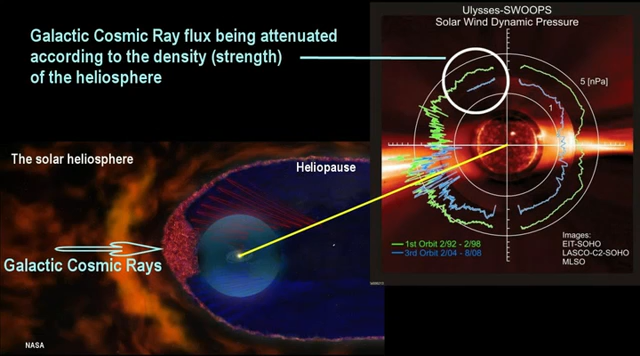 Galactic Cosmic Ray flux being attenuated
according to the density (strength)
of the heliosphere
Ulysses-SWOOPS
Solar Wind Dynamic Pressure
5 [nPa]
1
The solar heliosphere
Heliopause
Galactic Cosmic Rays
1st Orbit 2/92 - 2/98
3rd Orbit 2/04 - 8/08
Images:
EIT-SOHO
LASCO-C2-SOHO
MLSO
NASA